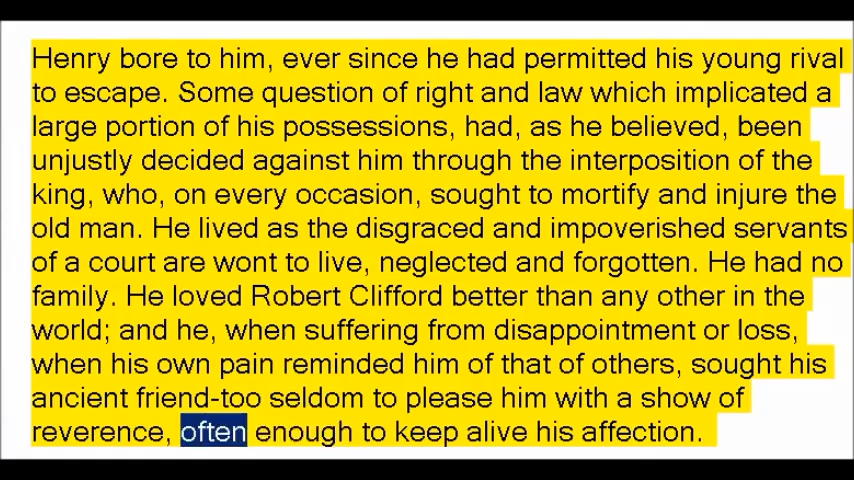 Henry bore to him, ever since he had permitted his young rival
to escape. Some question of right and law which implicated a
large portion of his possessions, had, as he believed, been
unjustly decided against him through the interposition of the
king, who, on every occasion, sought to mortify and injure the
old man. He lived as the disgraced and impoverished servants
of a court are wont to live, neglected and forgotten. He had no
family. He loved Robert Clifford better than any other in the
world; and he, when suffering from disappointment or loss,
when his own pain reminded him of that of others, sought his
ancient friend-too seldom to please him with a show of
reverence, often enough to keep alive his affection.